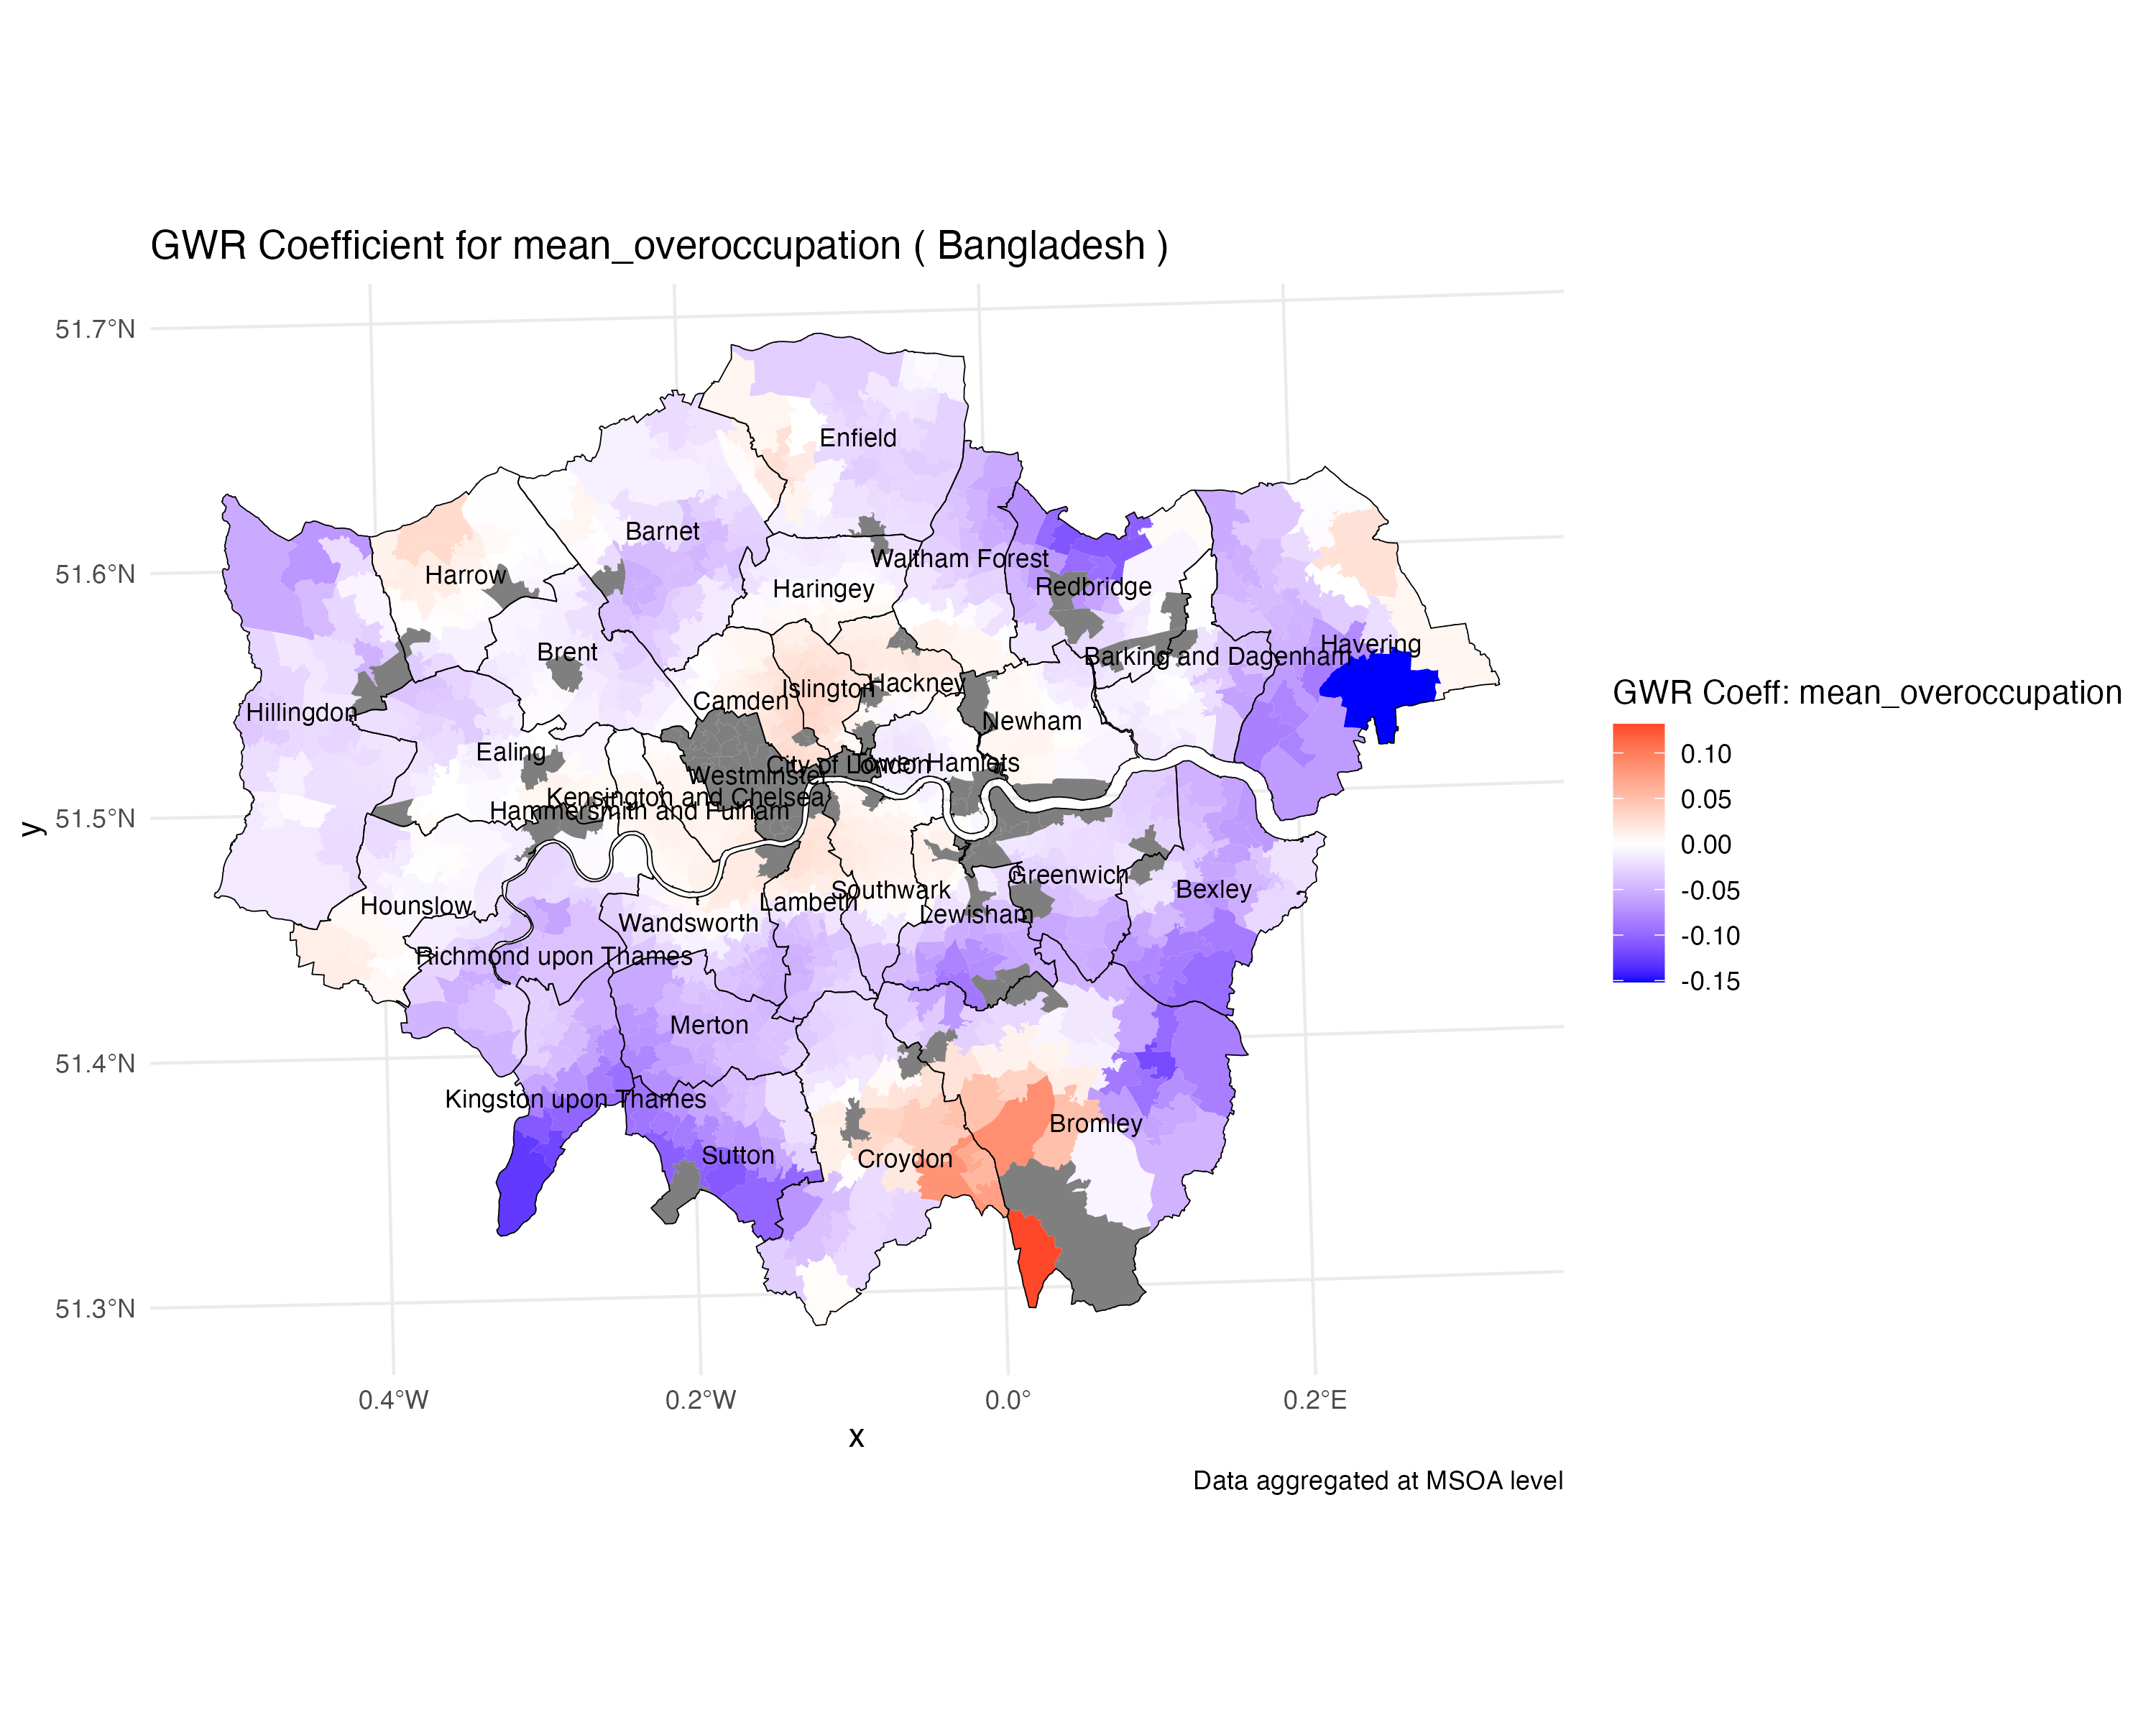 GWR Coefficient for mean_overoccupation ( Bangladesh )
51.7°N
51.6°N
51.5°N
51.4°N
51.3°N
y
Enfield
Barnet
Waltham Forest
Harrow
Haringey
Redbridge
Havering
Brent
Barking and Dagenham
Islington
Hackney
Camden
Hillingdon
Newham
Ealing
City of London
Tower Hamlets
Westminster
Kensington and Chelsea
Hammersmith and Fulham
Greenwich
Southwark
Bexley
Lambeth
Hounslow
Lewisham
Wandsworth
Richmond upon Thames
Merton
Kingston upon Thames
Bromley
Sutton
Croydon
0.4°W
0.2°W
0.0°
0.2°E
x
Data aggregated at MSOA level
GWR Coeff: mean_overoccupation
0.10
0.05
0.00
-0.05
-0.10
-0.15